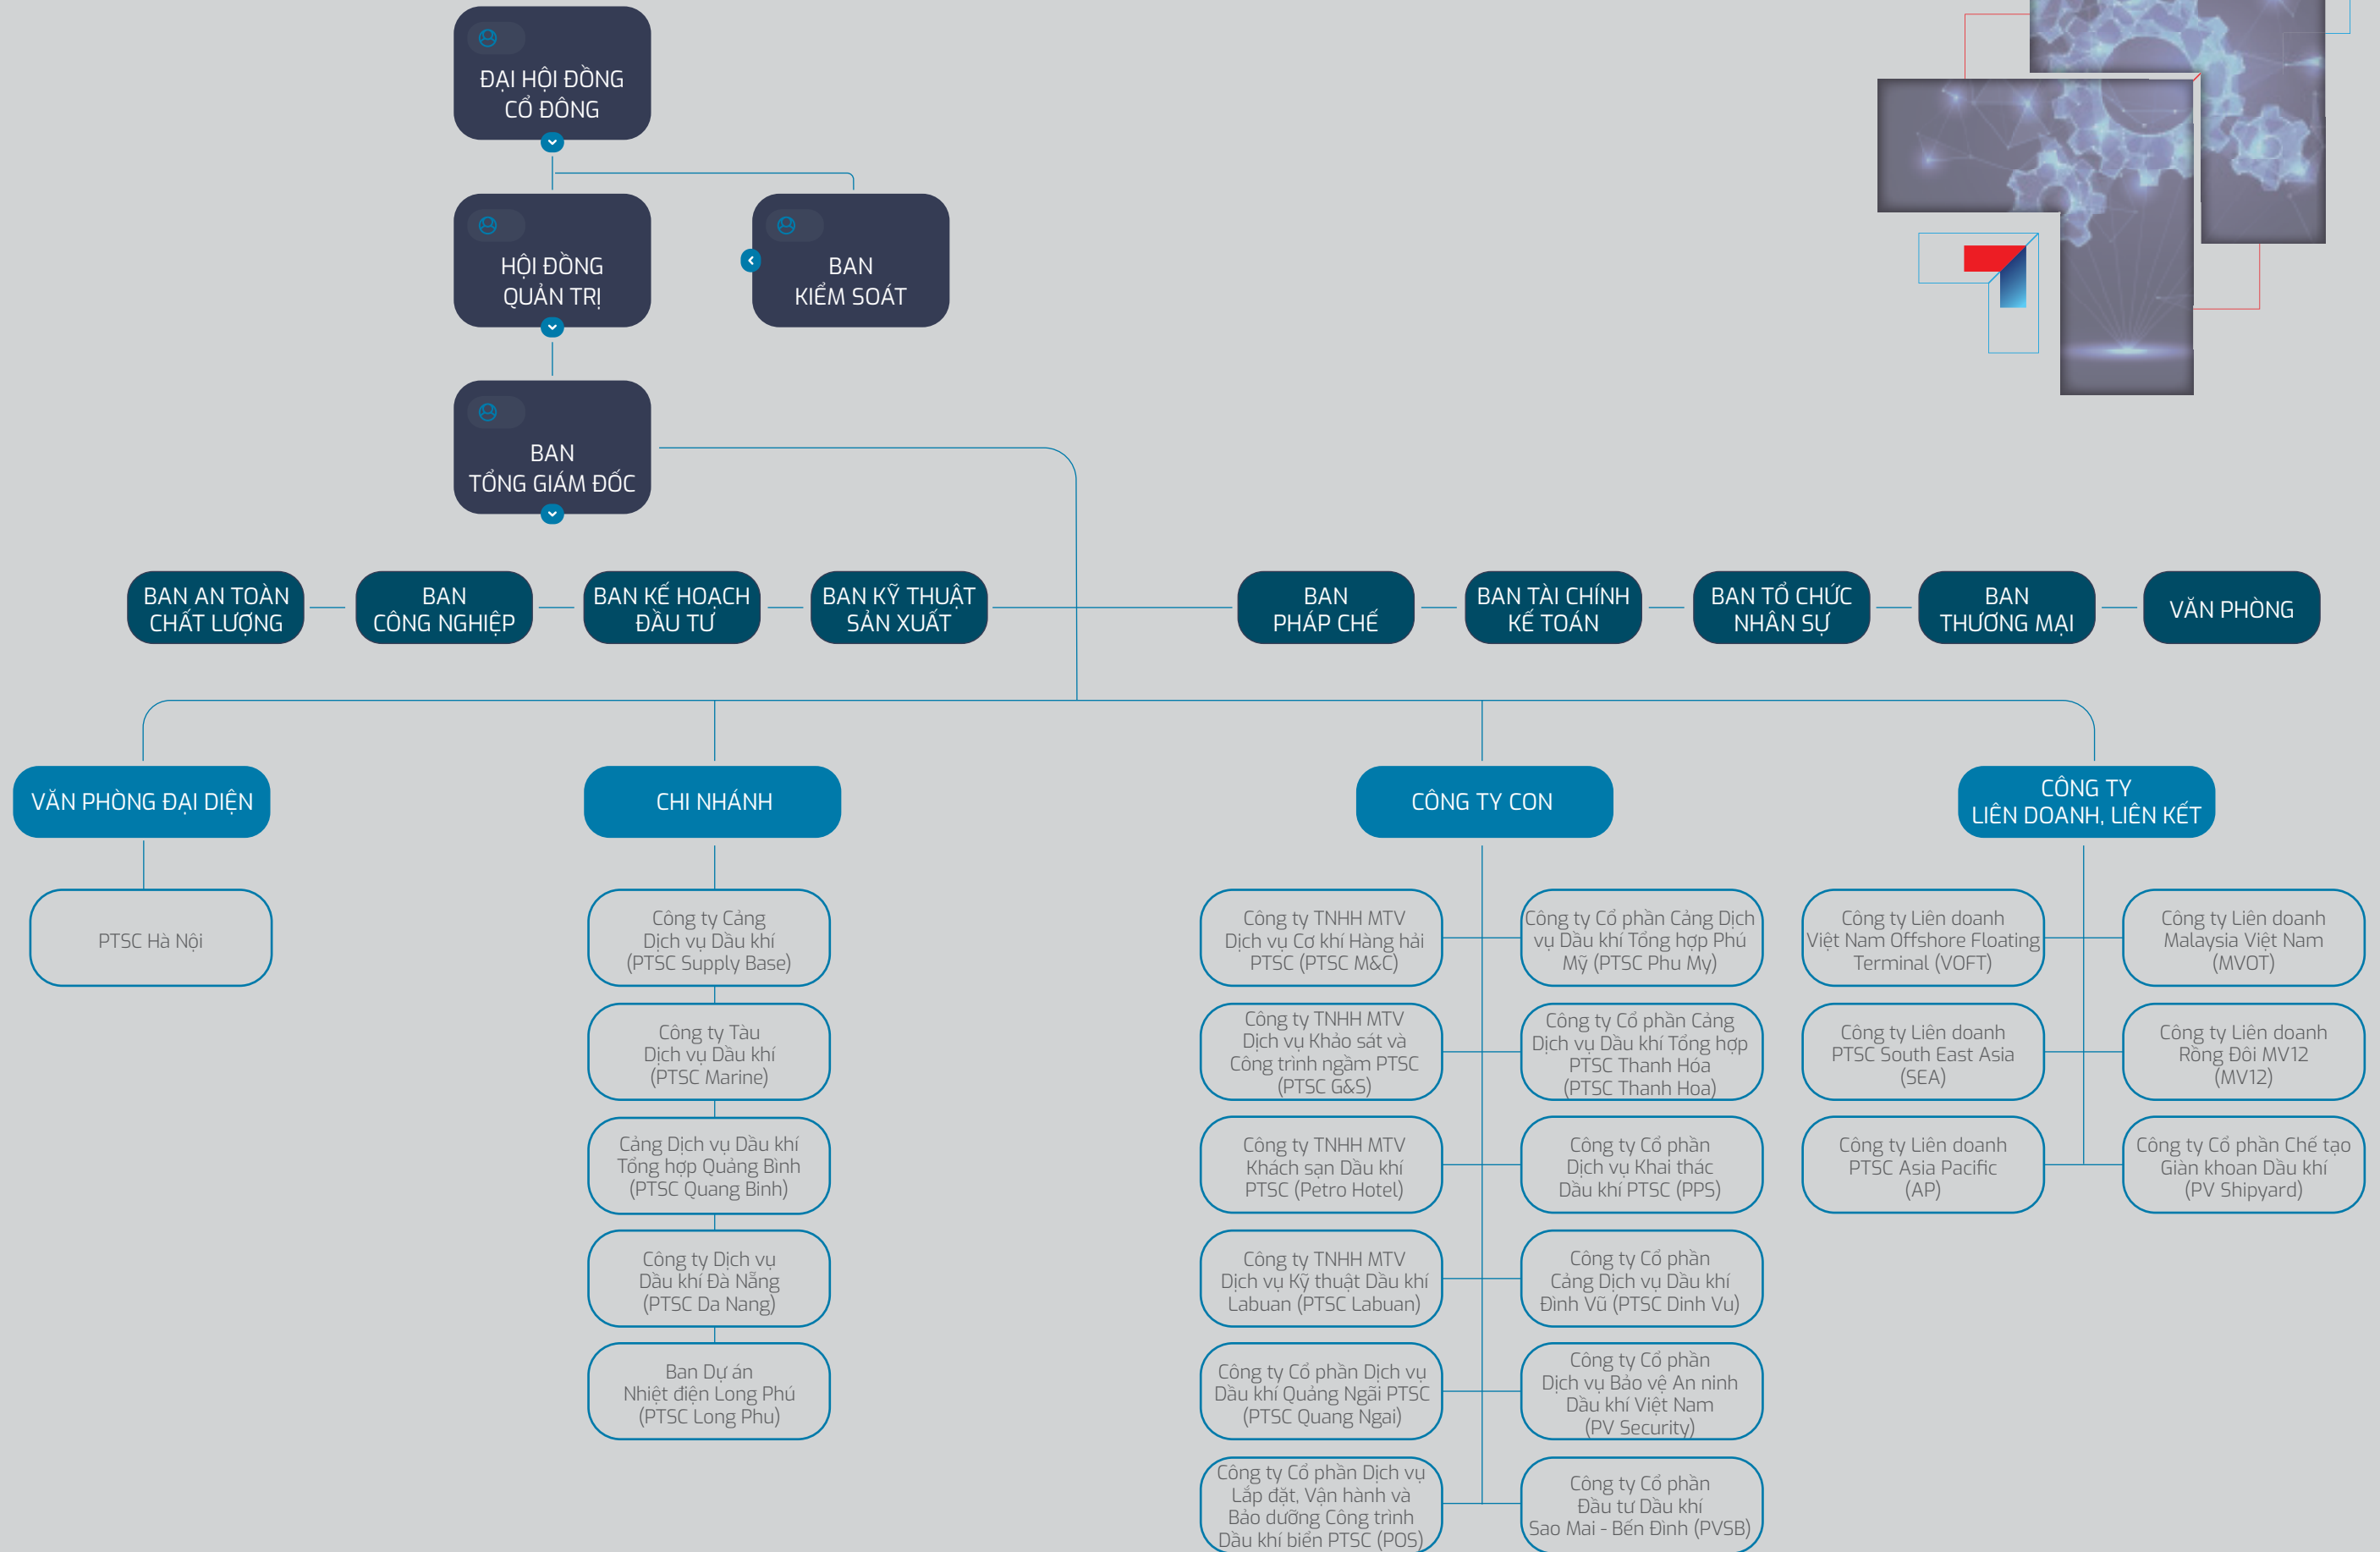 ĐẠI HỘI ĐỒNG
CỔ ĐÔNG
HỘI ĐỒNG
QUẢN TRỊ
BAN
KIỂM SOÁT
BAN
TỔNG GIÁM ĐỐC
BAN AN TOÀN
CHẤT LƯỢNG
BAN
CÔNG NGHIỆP
BAN KẾ HOẠCH
ĐẦU TƯ
BAN KỸ THUẬT
SẢN XUẤT
BAN
PHÁP CHẾ
BAN TÀI CHÍNH
KẾ TOÁN
BAN TỔ CHỨC
NHÂN SỰ
BAN
THƯƠNG MẠI
VĂN PHÒNG
VĂN PHÒNG ĐẠI DIỆN
PTSC Hà Nội
CHI NHÁNH
Công ty Cảng
Dịch vụ Dầu khí
(PTSC Supply Base)
Công ty Tàu
Dịch vụ Dầu khí
(PTSC Marine)
Cảng Dịch vụ Dầu khí
Tổng hợp Quảng Bình
(PTSC Quang Binh)
Công ty Dịch vụ
Dầu khí Đà Nẵng
(PTSC Da Nang)
Ban Dự án
Nhiệt điện Long Phú
(PTSC Long Phu)
CÔNG TY CON
Công ty TNHH MTV
Dịch vụ Cơ khí Hàng hải
PTSC (PTSC M&C)
Công ty Cổ phần Cảng Dịch
vụ Dầu khí Tổng hợp Phú
Mỹ (PTSC Phu My)
Công ty TNHH MTV
Dịch vụ Khảo sát và
Công trình ngầm PTSC
(PTSC G&S)
Công ty Cổ phần Cảng
Dịch vụ Dầu khí Tổng hợp
PTSC Thanh Hóa
(PTSC Thanh Hoa)
Công ty TNHH MTV
Khách sạn Dầu khí
PTSC (Petro Hotel)
Công ty Cổ phần
Dịch vụ Khai thác
Dầu khí PTSC (PPS)
Công ty TNHH MTV
Dịch vụ Kỹ thuật Dầu khí
Labuan (PTSC Labuan)
Công ty Cổ phần
Cảng Dịch vụ Dầu khí
Đình Vũ (PTSC Dinh Vu)
Công ty Cổ phần Dịch vụ
Dầu khí Quảng Ngãi PTSC
(PTSC Quang Ngai)
Công ty Cổ phần
Dịch vụ Bảo vệ An ninh
Dầu khí Việt Nam
(PV Security)
Công ty Cổ phần Dịch vụ
Lắp đặt, Vận hành và
Bảo dưỡng Công trình
Dầu khí biển PTSC (POS)
Công ty Cổ phần
Đầu tư Dầu khí
Sao Mai - Bến Đình (PVSB)
CÔNG TY
LIÊN DOANH, LIÊN KẾT
Công ty Liên doanh
Việt Nam Offshore Floating
Terminal (VOFT)
Công ty Liên doanh
Malaysia Việt Nam
(MVOT)
Công ty Liên doanh
PTSC South East Asia
(SEA)
Công ty Liên doanh
Rồng Đôi MV12
(MV12)
Công ty Liên doanh
PTSC Asia Pacific
(AP)
Công ty Cổ phần Chế tạo
Giàn khoan Dầu khí
(PV Shipyard)